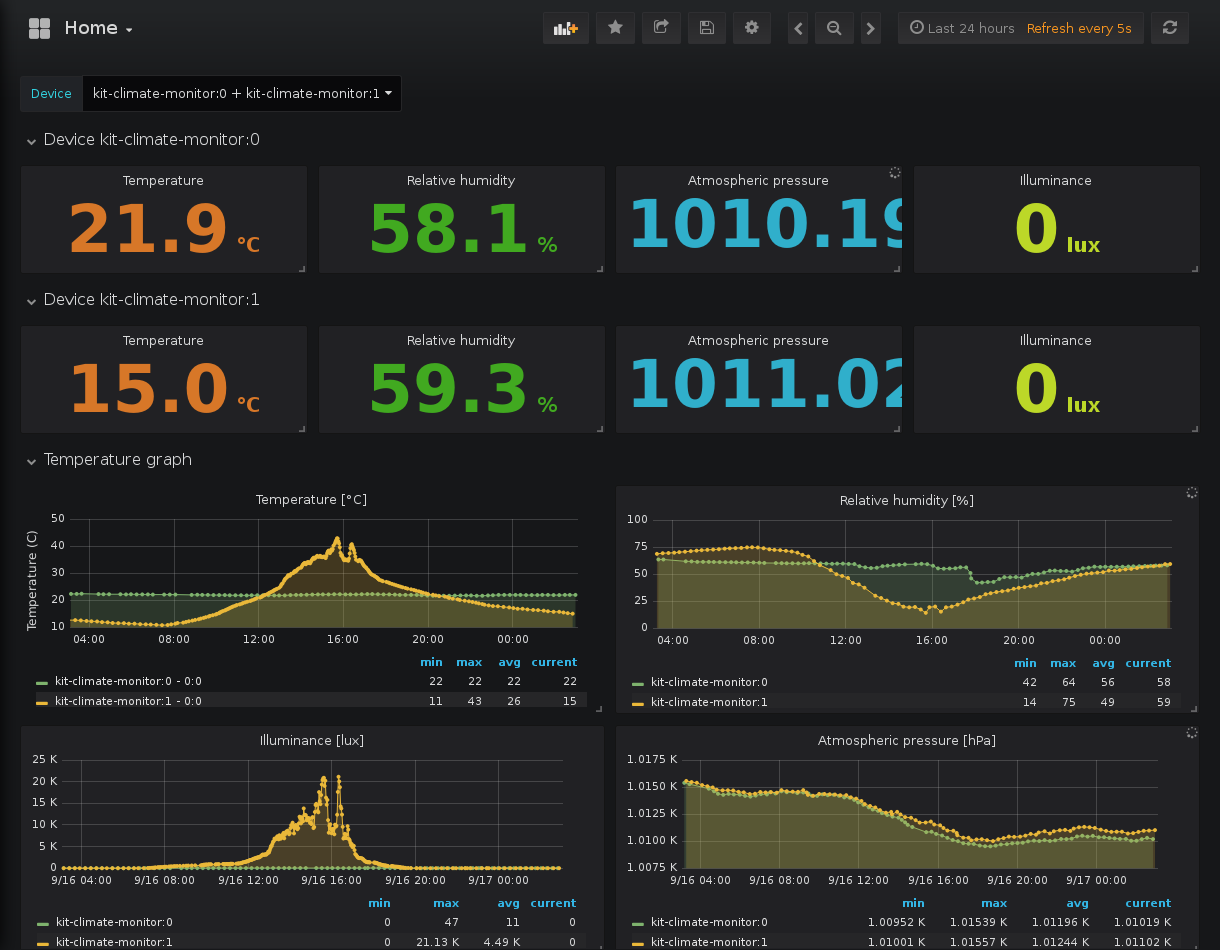 Home
Last 24 hours Refresh every 5s
Device kit-climate-monitor:0 + kit-climate-monitor:1
Device kit-climate-monitor:0
Temperature Relative humidity Atmospheric pressure Illuminance
21.9 °C 58.1 % 1010.19 0 lux
Device kit-climate-monitor:1
Temperature Relative humidity Atmospheric pressure Illuminance
15.0 °C 59.3 % 1011.02 0 lux
Temperature graph
Temperature [°C]
Temperature (C)
50
40
30
20
10
04:00 08:00 12:00 16:00 20:00 00:00
min max avg current
kit-climate-monitor:0 - 0:0 22 22 22 22
kit-climate-monitor:1 - 0:0 11 43 26 15
Relative humidity [%]
100
75
50
25
0
04:00 08:00 12:00 16:00 20:00 00:00
min max avg current
kit-climate-monitor:0 42 64 56 58
kit-climate-monitor:1 14 75 49 59
Illuminance [lux]
25 K
20 K
15 K
10 K
5 K
0
9/16 04:00 9/16 08:00 9/16 12:00 9/16 16:00 9/16 20:00 9/17 00:00
min max avg current
kit-climate-monitor:0 0 47 11 0
kit-climate-monitor:1 0 21.13 K 4.49 K 0
Atmospheric pressure [hPa]
1.0175 K
1.0150 K
1.0125 K
1.0100 K
1.0075 K
9/16 04:00 9/16 08:00 9/16 12:00 9/16 16:00 9/16 20:00 9/17 00:00
min max avg current
kit-climate-monitor:0 1.00952 K 1.01539 K 1.01196 K 1.01019 K
kit-climate-monitor:1 1.01001 K 1.01557 K 1.01244 K 1.01102 K